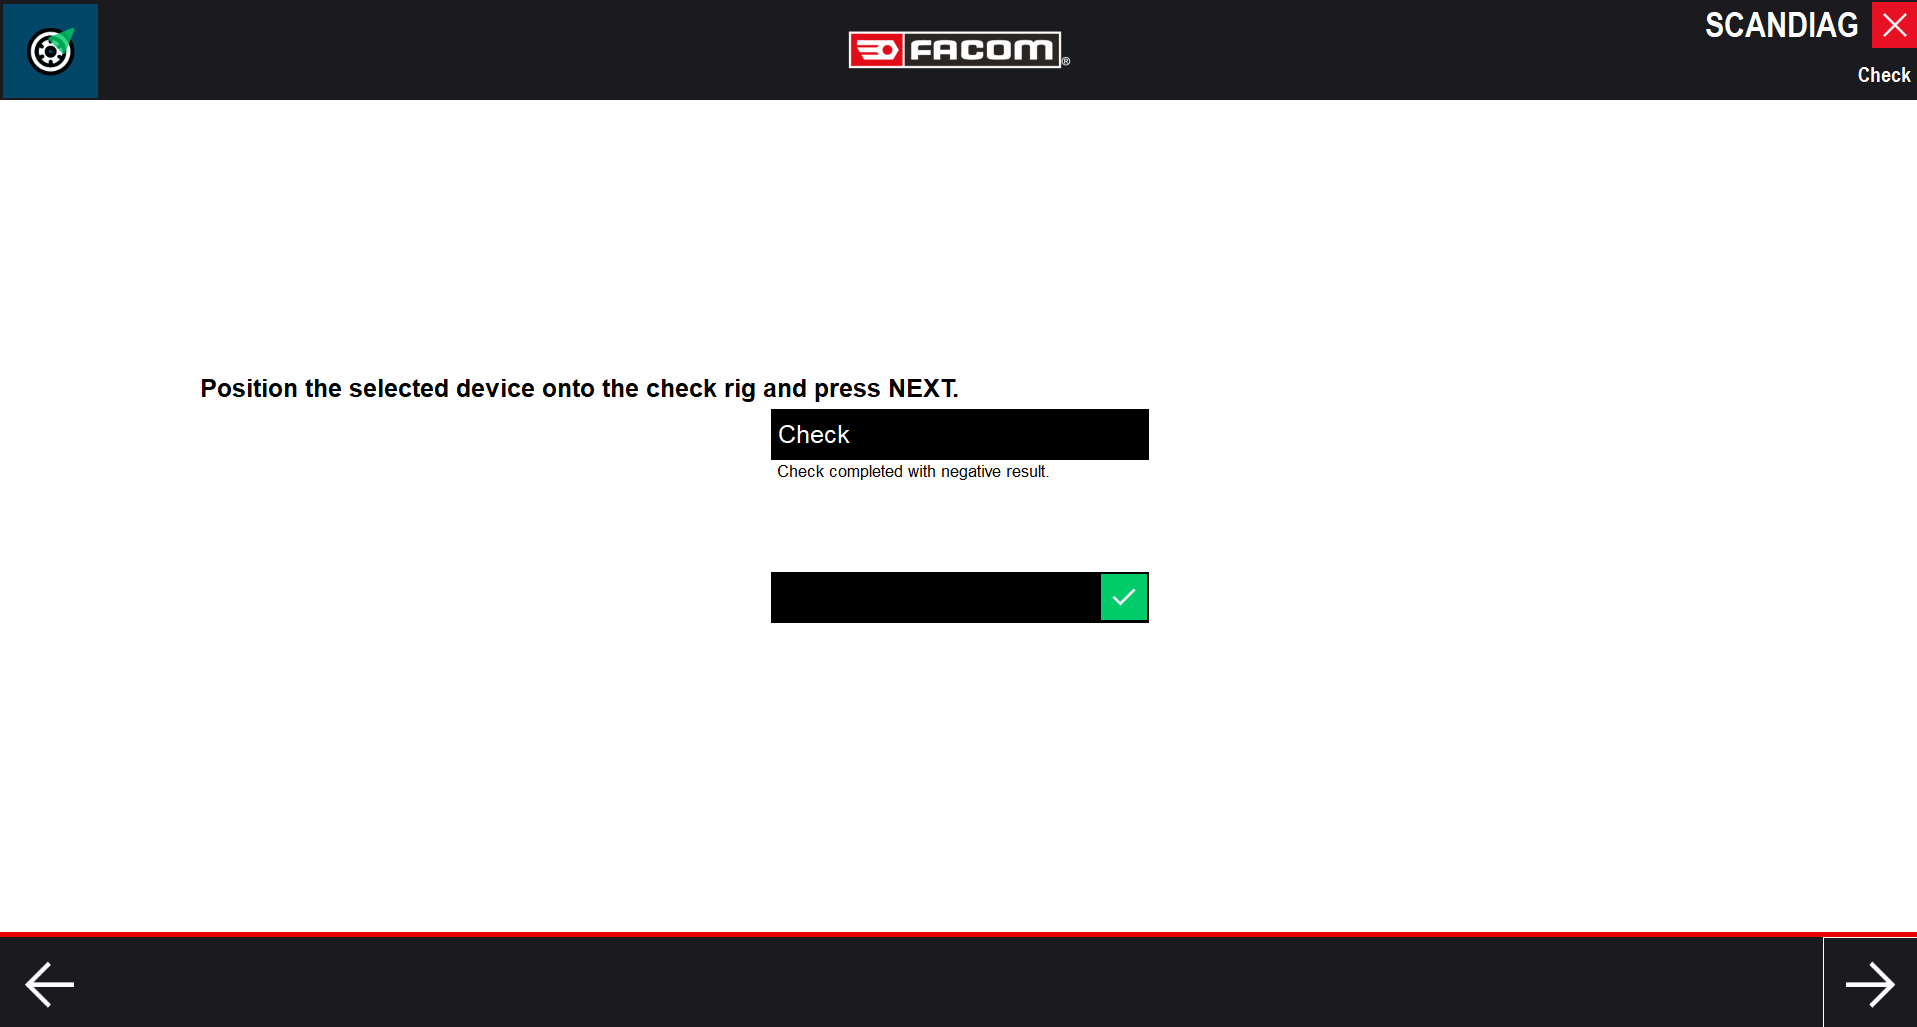 FACOM®
SCANDIAG
Check
Position the selected device onto the check rig and press NEXT.
Check
Check completed with negative result.